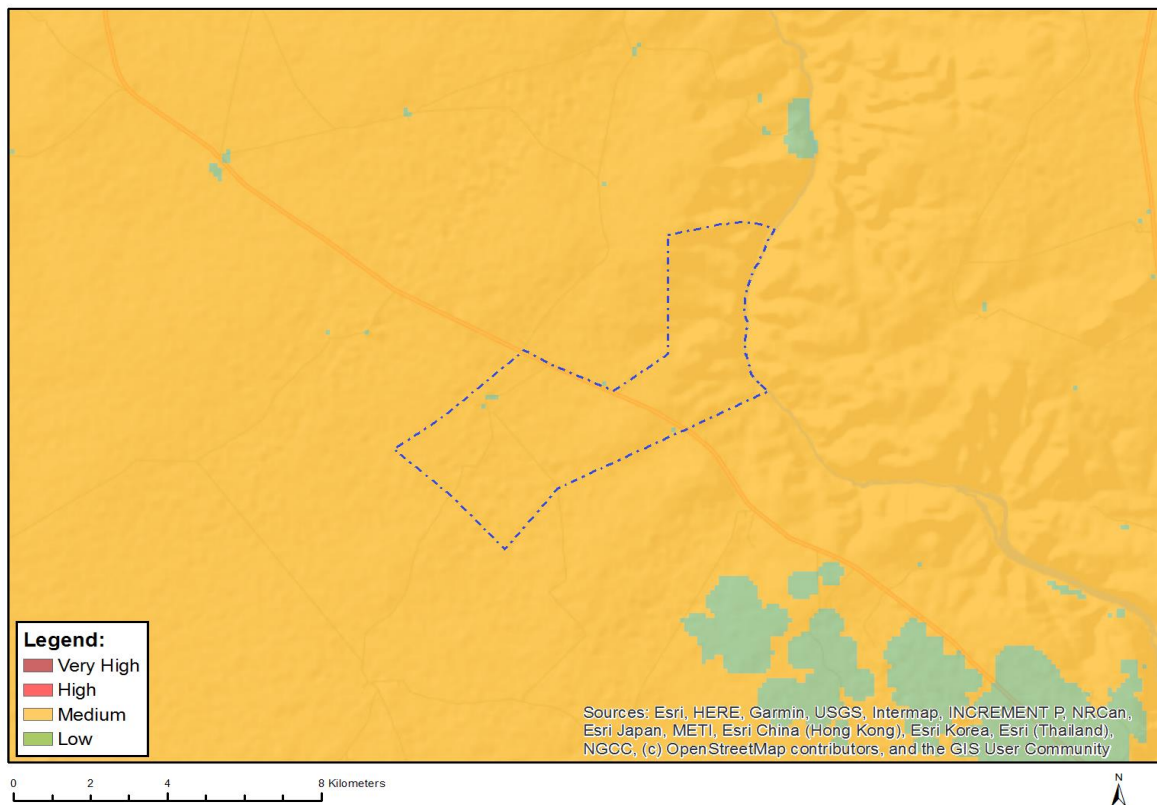 Legend:
Very High
High
Medium
Low
Sources: Esri, HERE, Garmin, USGS, Intermap, INCREMENT P, NRCan,
Esri Japan, METI, Esri China (Hong Kong), Esri Korea, Esri (Thailand),
NGCC, (c) OpenStreetMap contributors, and the GIS User Community
0 2 4 8 Kilometers
N